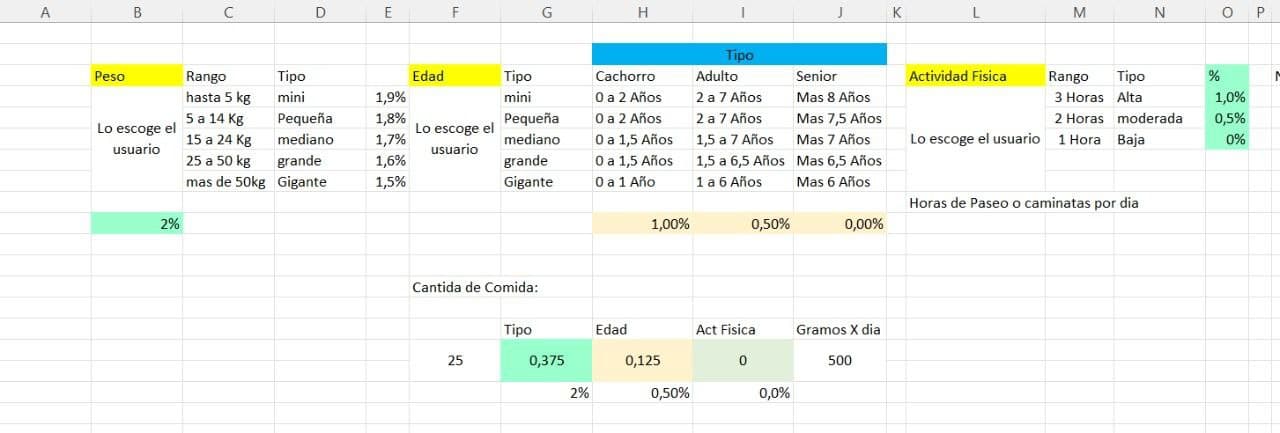 A B C D E F G H I J K L M N O P
Tipo
Peso Rango Tipo Edad Tipo Cachorro Adulto Senior Actividad Fisica Rango Tipo %
hasta 5 kg mini 1,9% mini 0 a 2 Años 2 a 7 Años Mas 8 Años 3 Horas Alta 1,0%
Lo escoge el usuario 5 a 14 Kg Pequeña 1,8% Lo escoge el usuario Pequeña 0 a 2 Años 2 a 7 Años Mas 7,5 Años 2 Horas moderada 0,5%
15 a 24 Kg mediano 1,7% mediano 0 a 1,5 Años 1,5 a 7 Años Mas 7 Años Lo escoge el usuario 1 Hora Baja 0%
25 a 50 kg grande 1,6% grande 0 a 1,5 Años 1,5 a 6,5 Años Mas 6,5 Años
mas de 50kg Gigante 1,5% Gigante 0 a 1 Año 1 a 6 Años Mas 6 Años
Horas de Paseo o caminatas por dia
2% 1,00% 0,50% 0,00%
Cantida de Comida:
Tipo Edad Act Fisica Gramos X dia
25 0,375 0,125 0 500
2% 0,50% 0,0%